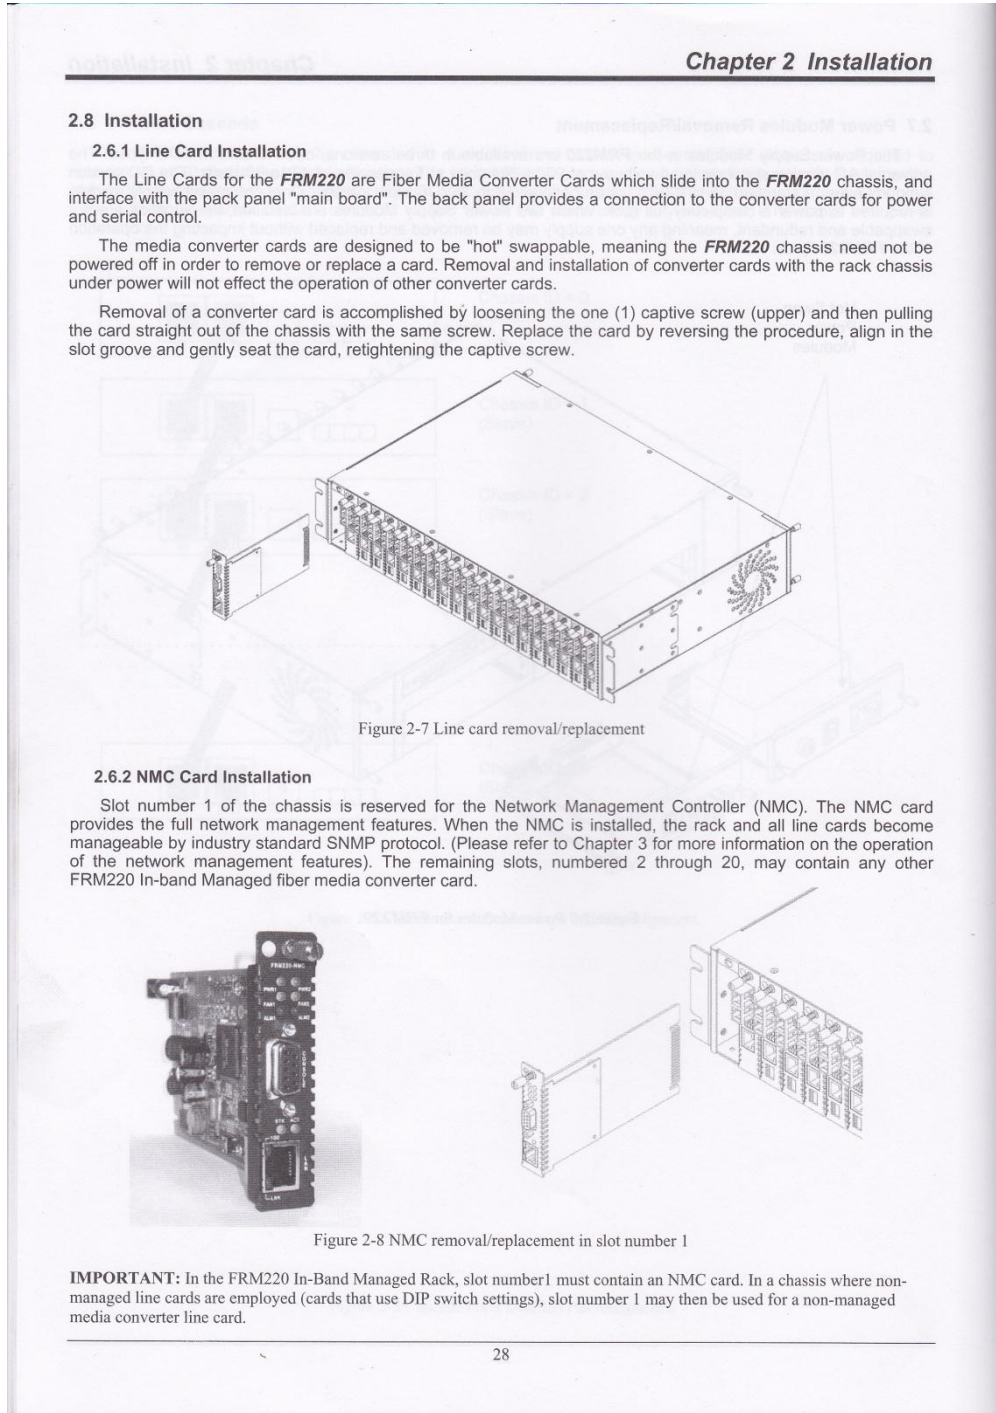 Chapter 2 Installation
2.8 Installation
2.6.1 Line Card Installation
The Line Cards for the FRM220 are Fiber Media Converter Cards which slide into the FRM220 chassis, and
interface with the pack panel "main board". The back panel provides a connection to the converter cards for power
and serial control.
The media converter cards are designed to be "hot" swappable, meaning the FRM220 chassis need not be
powered off in order to remove or replace a card. Removal and installation of converter cards with the rack chassis
under power will not effect the operation of other converter cards.
Removal of a converter card is accomplished by loosening the one (1) captive screw (upper) and then pulling
the card straight out of the chassis with the same screw. Replace the card by reversing the procedure, align in the
slot groove and gently seat the card, retightening the captive screw.
Figure 2-7 Line card removal/replacement
2.6.2 NMC Card Installation
Slot number 1 of the chassis is reserved for the Network Management Controller (NMC). The NMC card
provides the full network management features. When the NMC is installed, the rack and all line cards become
manageable by industry standard SNMP protocol. (Please refer to Chapter 3 for more information on the operation
of the network management features). The remaining slots, numbered 2 through 20, may contain any other
FRM220 In-band Managed fiber media converter card.
FRM220-NMC
PWR1 PWR2
FAN1 FAN2
ALM1 ALM2
CONSOLE
STX ACT
100
LAN
LNK
Figure 2-8 NMC removal/replacement in slot number 1
IMPORTANT: In the FRM220 In-Band Managed Rack, slot number1 must contain an NMC card. In a chassis where non-
managed line cards are employed (cards that use DIP switch settings), slot number 1 may then be used for a non-managed
media converter line card.
28